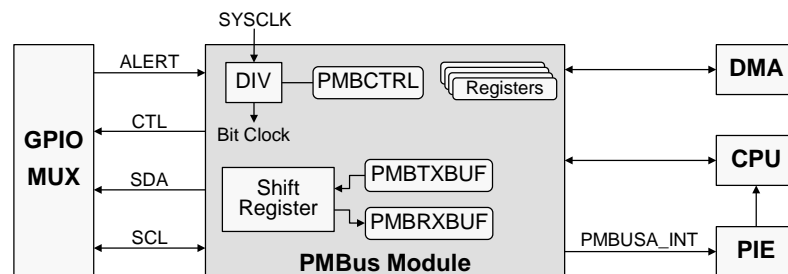 SYSCLK
ALERT
DIV
PMBCTRL
Registers
DMA
CTL
Bit Clock
GPIO
MUX
SDA
Shift
Register
PMBTXBUF
PMBRXBUF
CPU
SCL
PMBus Module
PMBUSA_INT
PIE